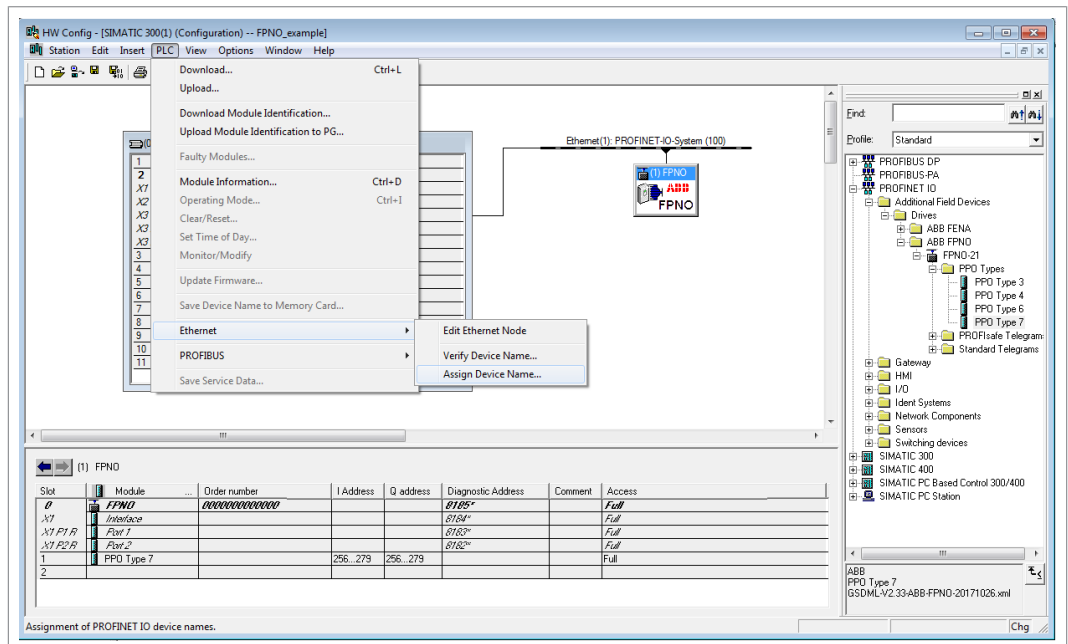 HW Config - [SIMATIC 300(1) (Configuration) -- FPNO_example]
Station Edit Insert PLC View Options Window Help
Download... Ctrl+L
Upload...
Download Module Identification...
Upload Module Identification to PG...
Faulty Modules...
Module Information... Ctrl+D
Operating Mode... Ctrl+I
Clear/Reset...
Set Time of Day...
Monitor/Modify
Update Firmware...
Save Device Name to Memory Card...
Ethernet
PROFIBUS
Save Service Data...
Edit Ethernet Node
Verify Device Name...
Assign Device Name...
(0
1
2
X1
X2
X3
X3
X3
3
4
5
6
7
8
9
10
11
Ethernet(1): PROFINET-IO-System (100)
(1) FPNO
ABB
FPNO
Find:
Profile: Standard
PROFIBUS DP
PROFIBUS-PA
PROFINET IO
Additional Field Devices
Drives
ABB FENA
ABB FPNO
FPNO-21
PPO Types
PPO Type 3
PPO Type 4
PPO Type 6
PPO Type 7
PROFIsafe Telegram
Standard Telegrams
Gateway
HMI
I/O
Ident Systems
Network Components
Sensors
Switching devices
SIMATIC 300
SIMATIC 400
SIMATIC PC Based Control 300/400
SIMATIC PC Station
(1) FPNO
Slot Module ... Order number I Address Q address Diagnostic Address Comment Access
0 FPNO 000000000000 8185* Full
X1 Interface 8184* Full
X1 P1 R Port 1 8183* Full
X1 P2 R Port 2 8182* Full
1 PPO Type 7 256...279 256...279 Full
2
ABB
PPO Type 7
GSDML-V2.33-ABB-FPNO-20171026.xml
Assignment of PROFINET IO device names. Chg